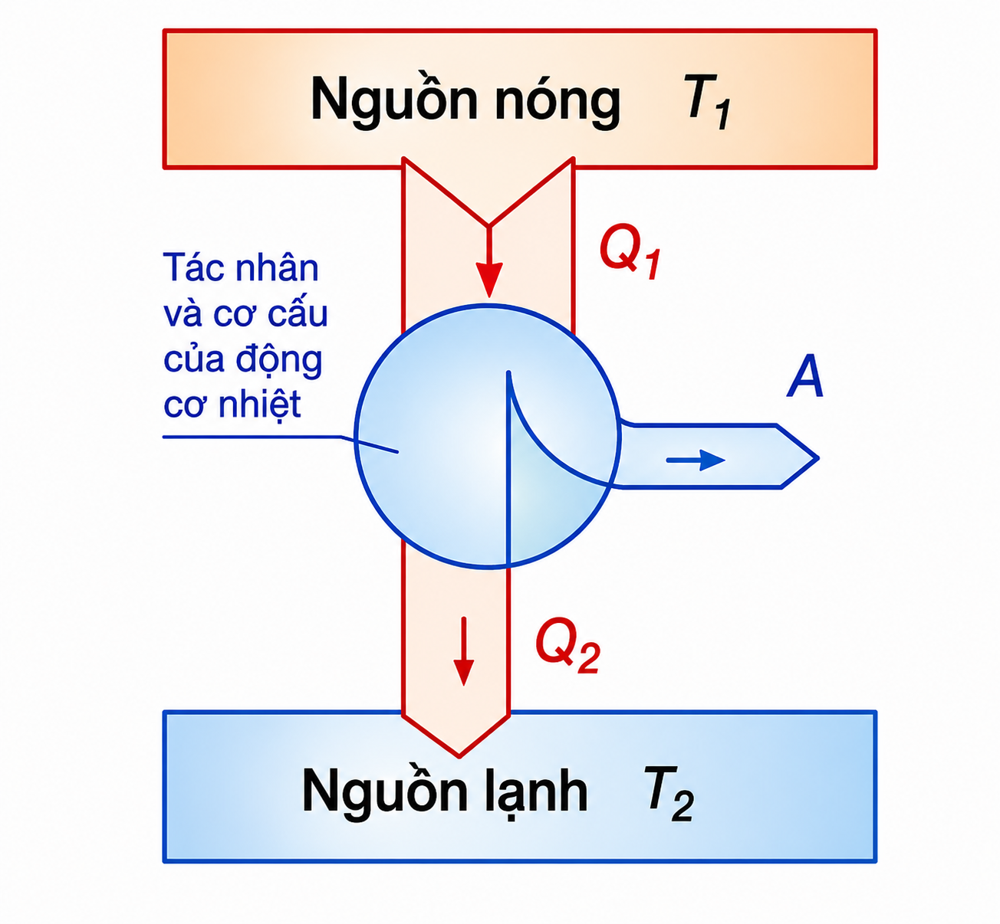 Nguồn nóng T₁
Q₁
Tác nhân
và cơ cấu
của động
cơ nhiệt
A
Q₂
Nguồn lạnh T₂